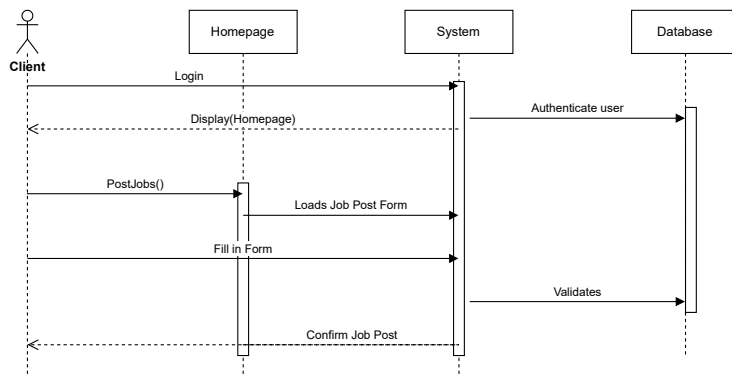 Homepage
System
Database
Client
Login
Authenticate user
Display(Homepage)
PostJobs()
Loads Job Post Form
Fill in Form
Validates
Confirm Job Post